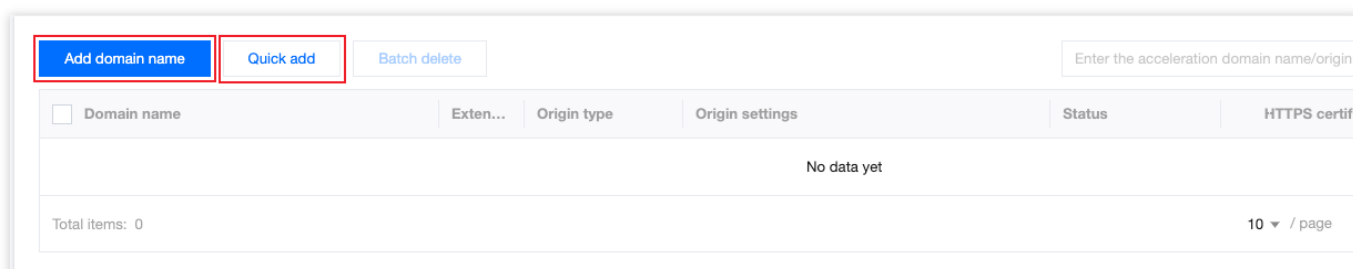 Add domain name Quick add Batch delete Enter the acceleration domain name/origin
Domain name Exten... Origin type Origin settings Status HTTPS certif
No data yet
Total items: 0 10 / page